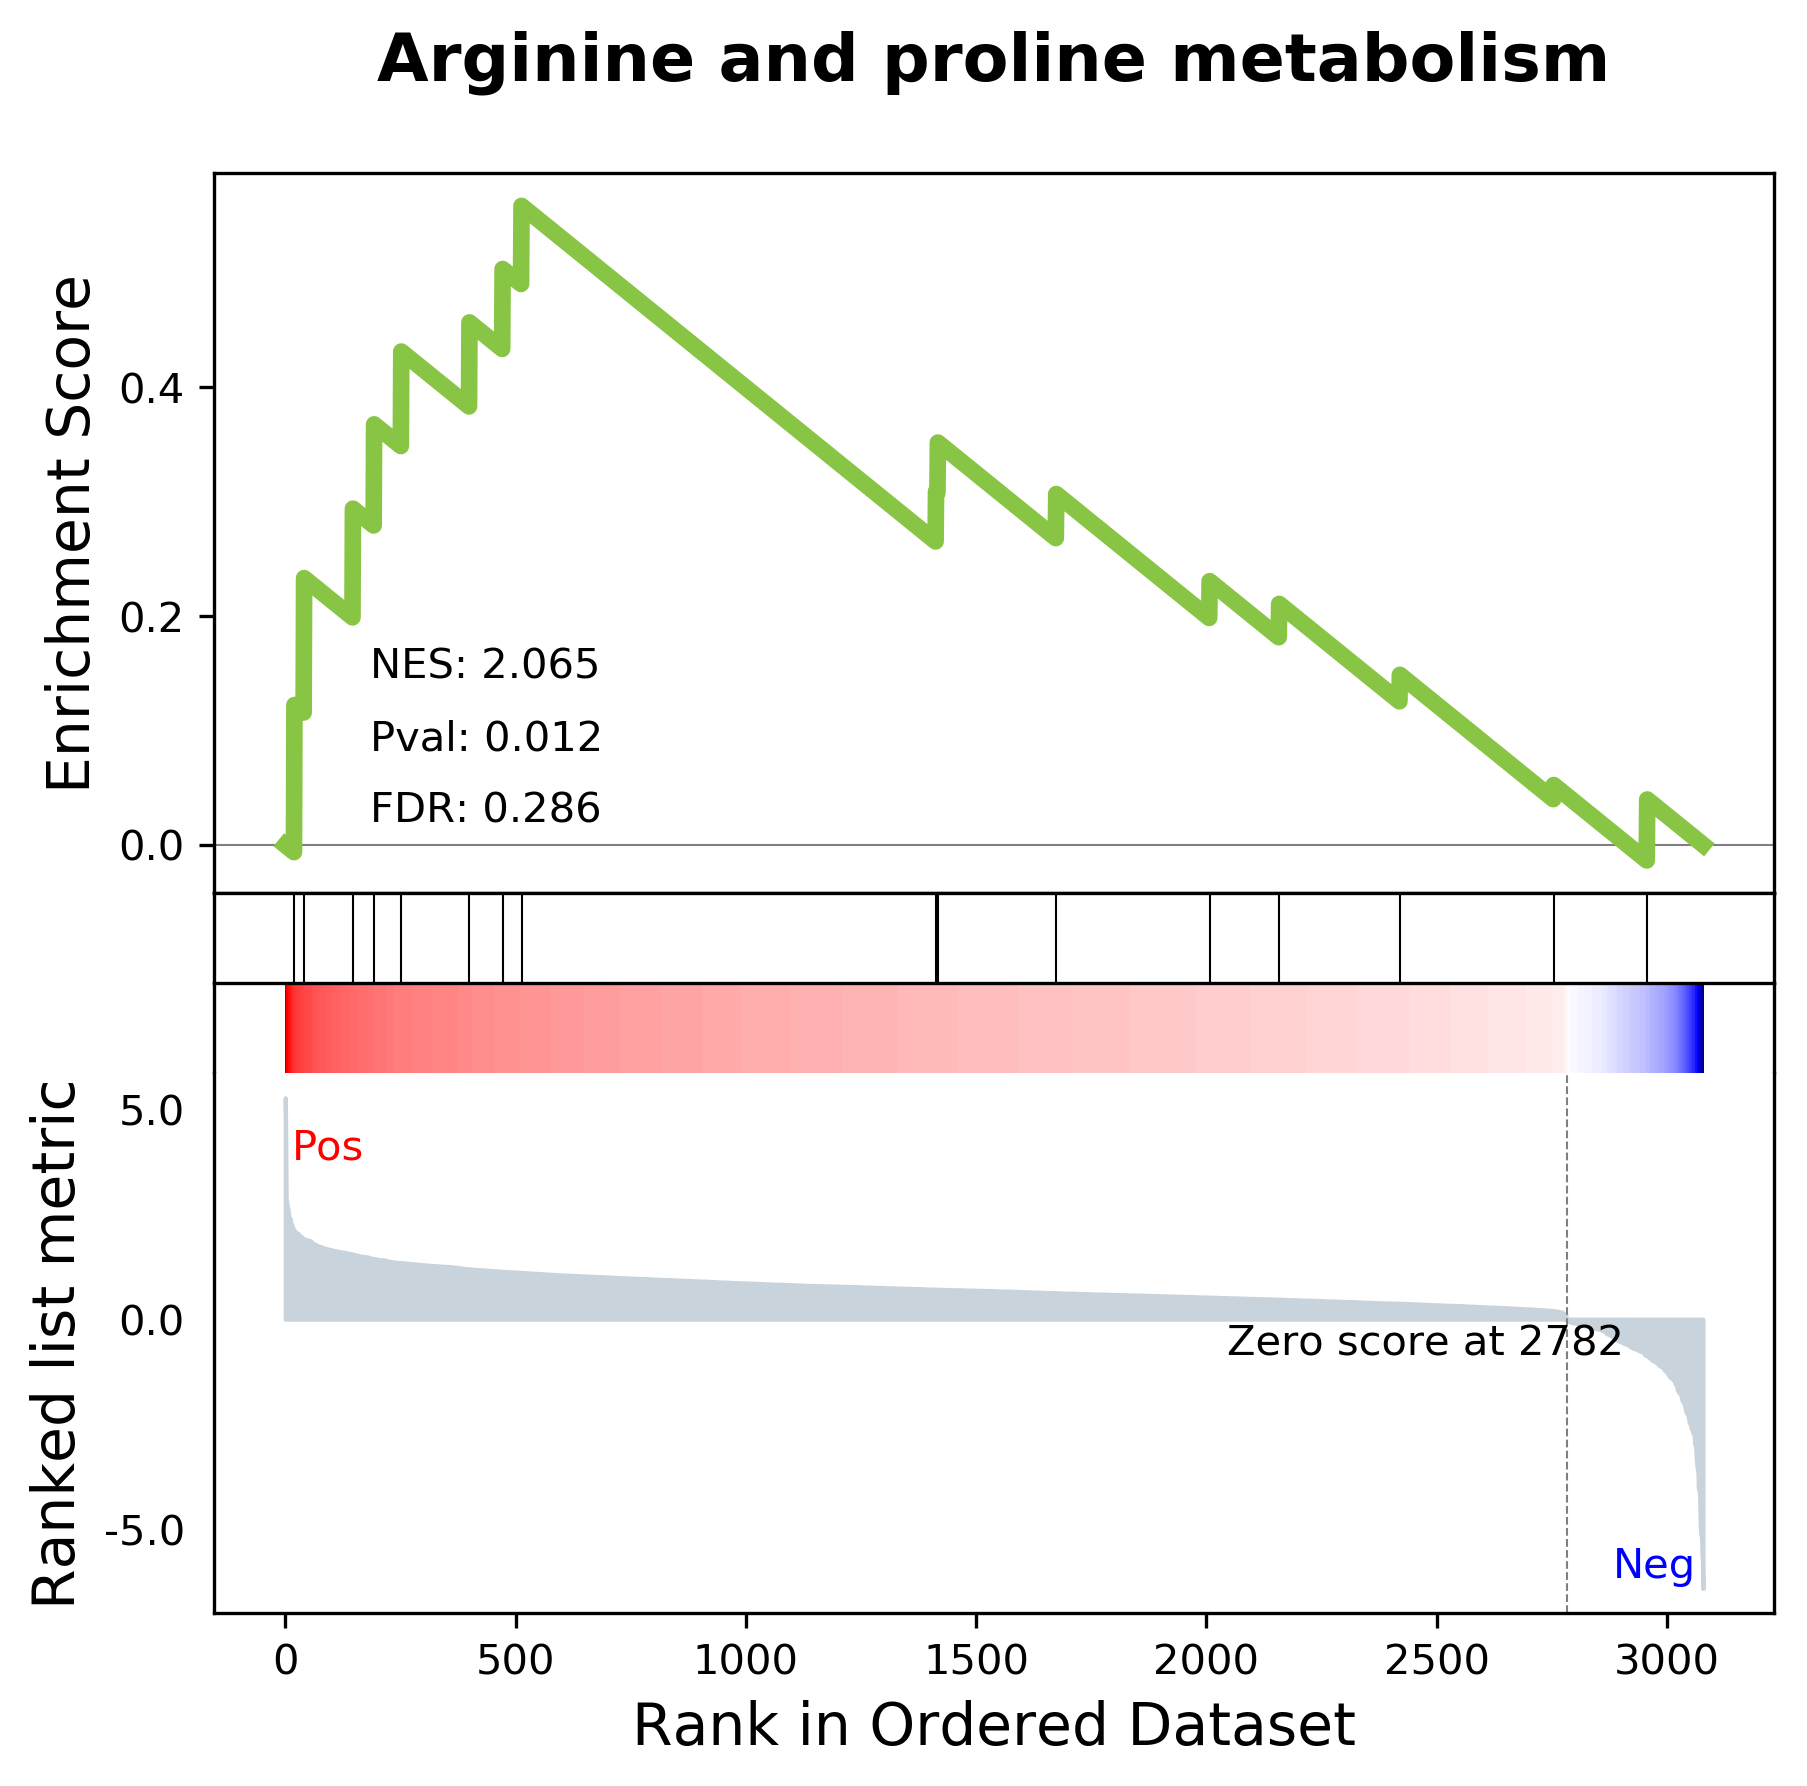 Arginine and proline metabolism
Enrichment Score
0.4
0.2
0.0
NES: 2.065
Pval: 0.012
FDR: 0.286
Ranked list metric
5.0
0.0
-5.0
Pos
Zero score at 2782
Neg
0 500 1000 1500 2000 2500 3000
Rank in Ordered Dataset